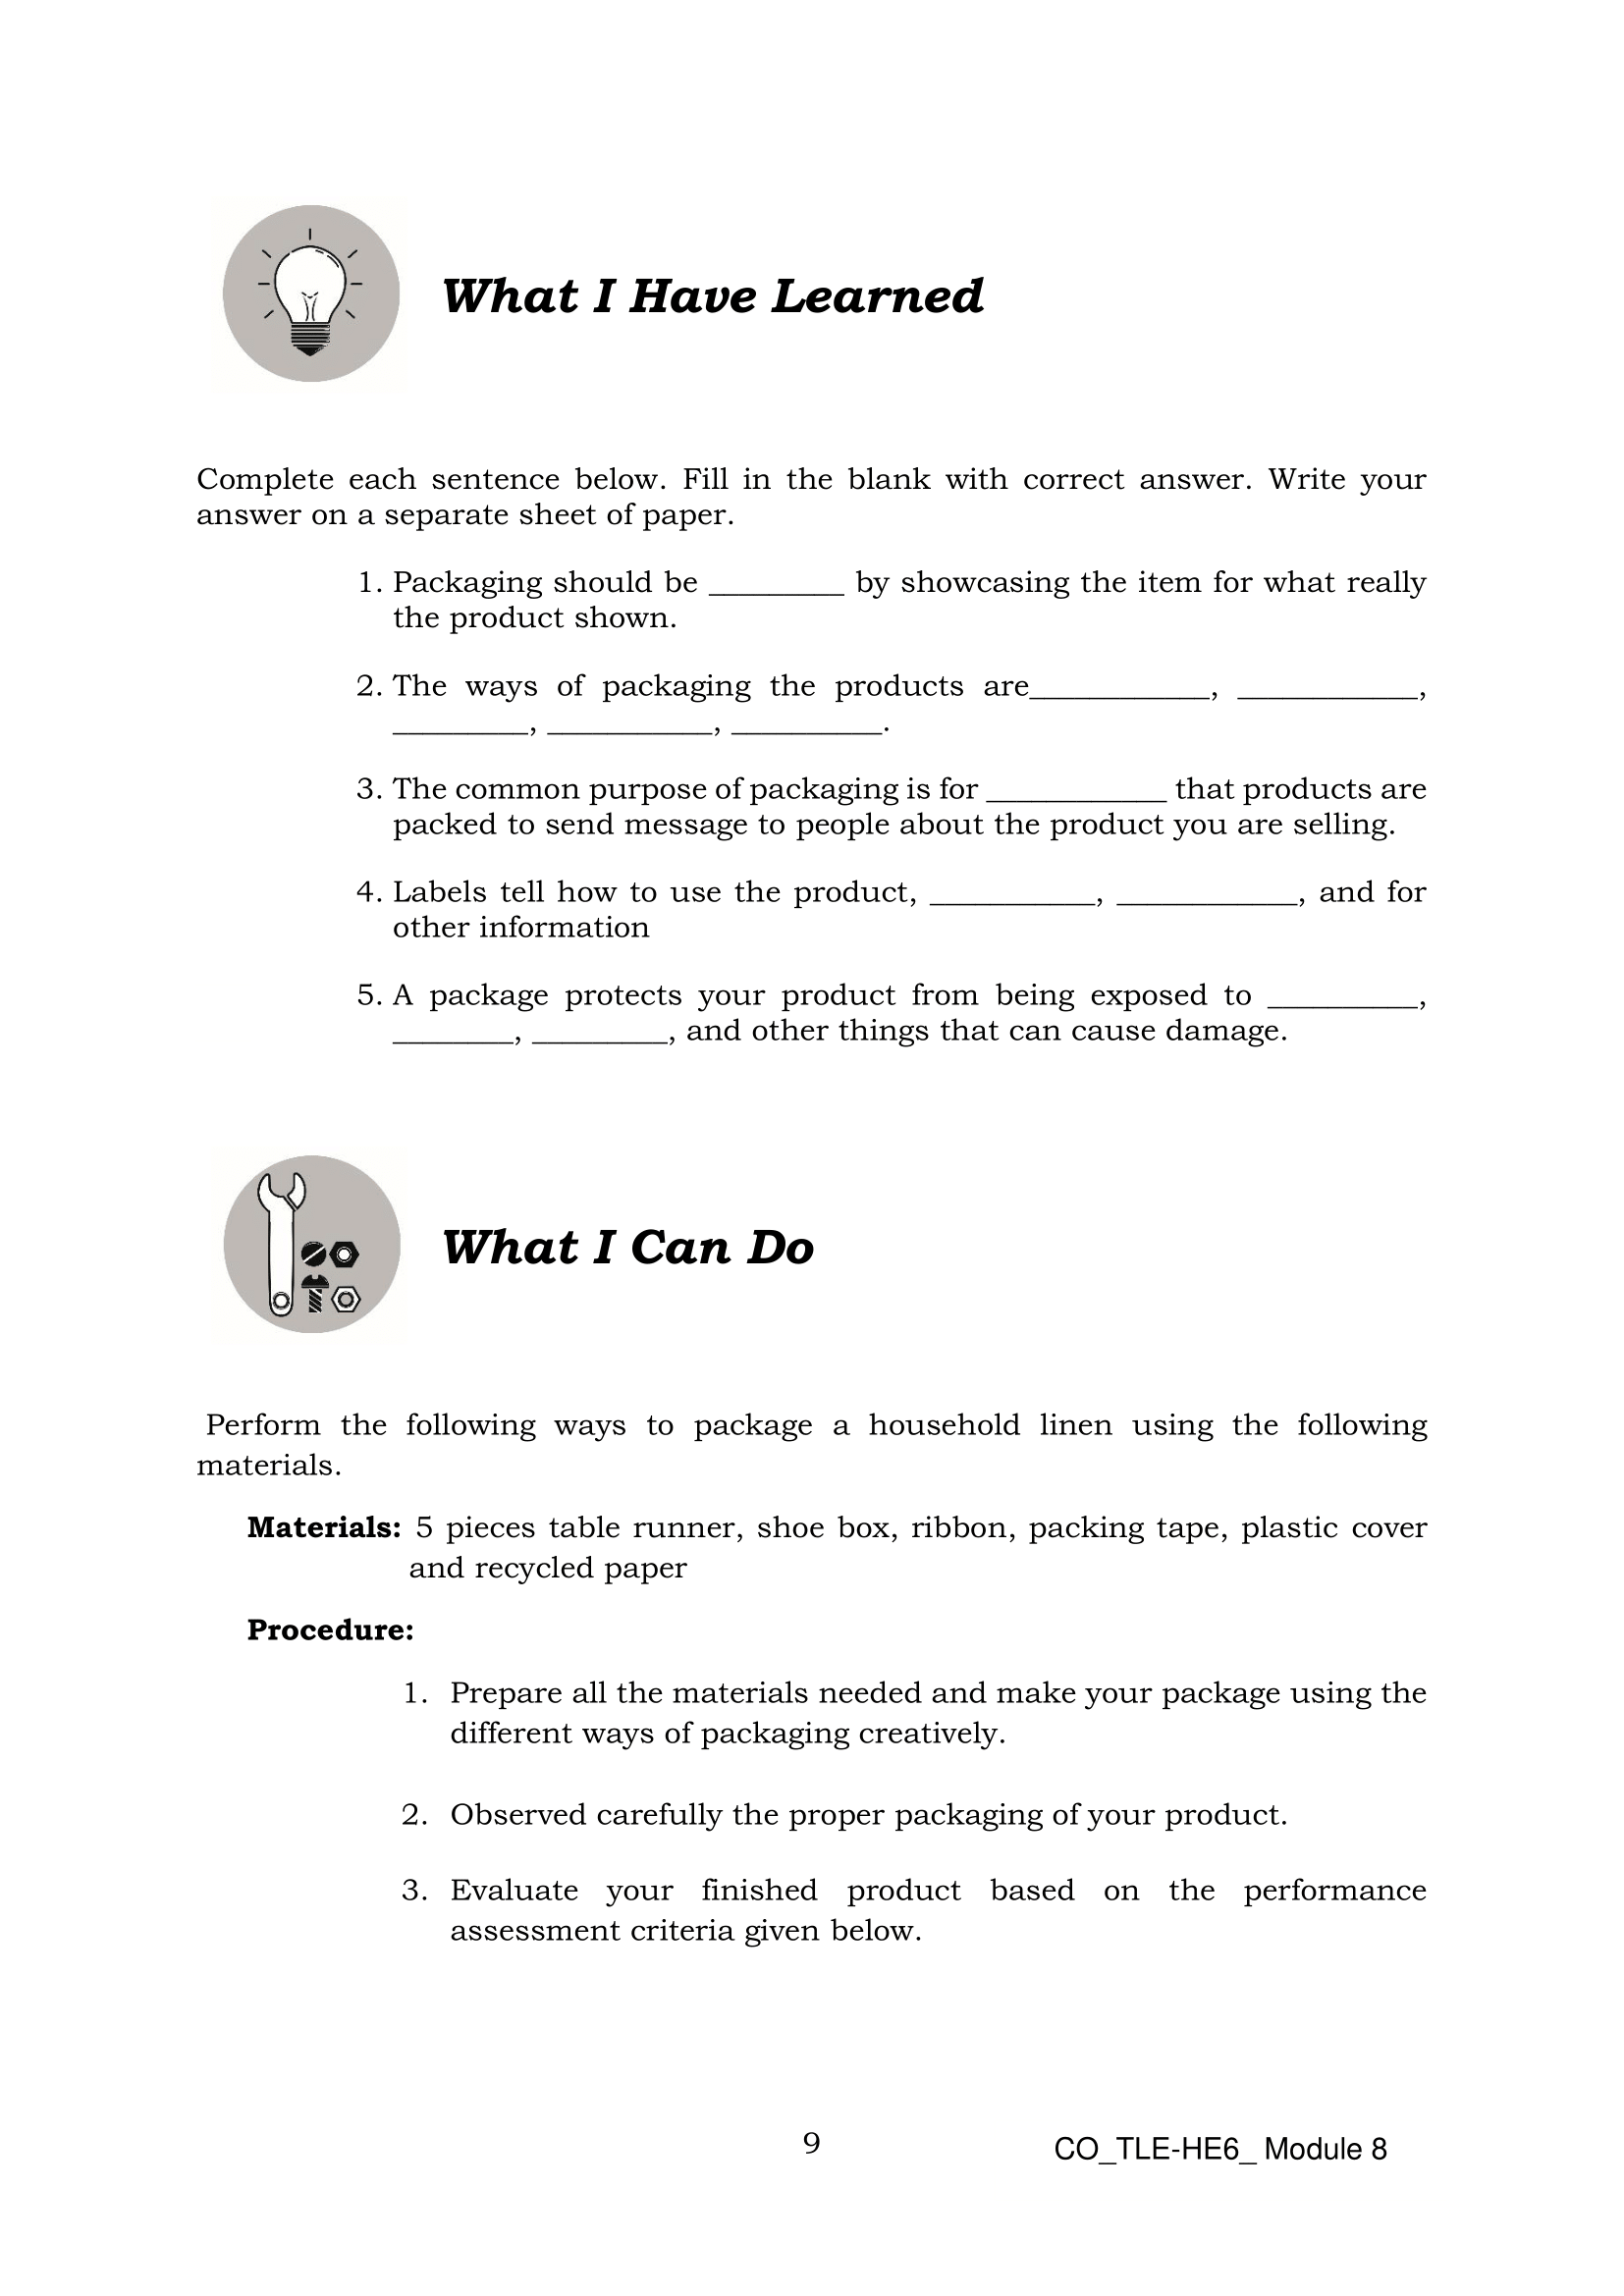 What I Have Learned
Complete each sentence below. Fill in the blank with correct answer. Write your
answer on a separate sheet of paper.
1. Packaging should be _________ by showcasing the item for what really
the product shown.
2. The ways of packaging the products are____________, ____________,
_________, ___________, __________.
3. The common purpose of packaging is for ____________ that products are
packed to send message to people about the product you are selling.
4. Labels tell how to use the product, ___________, ____________, and for
other information
5. A package protects your product from being exposed to __________,
________, _________, and other things that can cause damage.
What I Can Do
Perform the following ways to package a household linen using the following
materials.
Materials: 5 pieces table runner, shoe box, ribbon, packing tape, plastic cover
and recycled paper
Procedure:
1. Prepare all the materials needed and make your package using the
different ways of packaging creatively.
2. Observed carefully the proper packaging of your product.
3. Evaluate your finished product based on the performance
assessment criteria given below.
9
CO_TLE-HE6_ Module 8